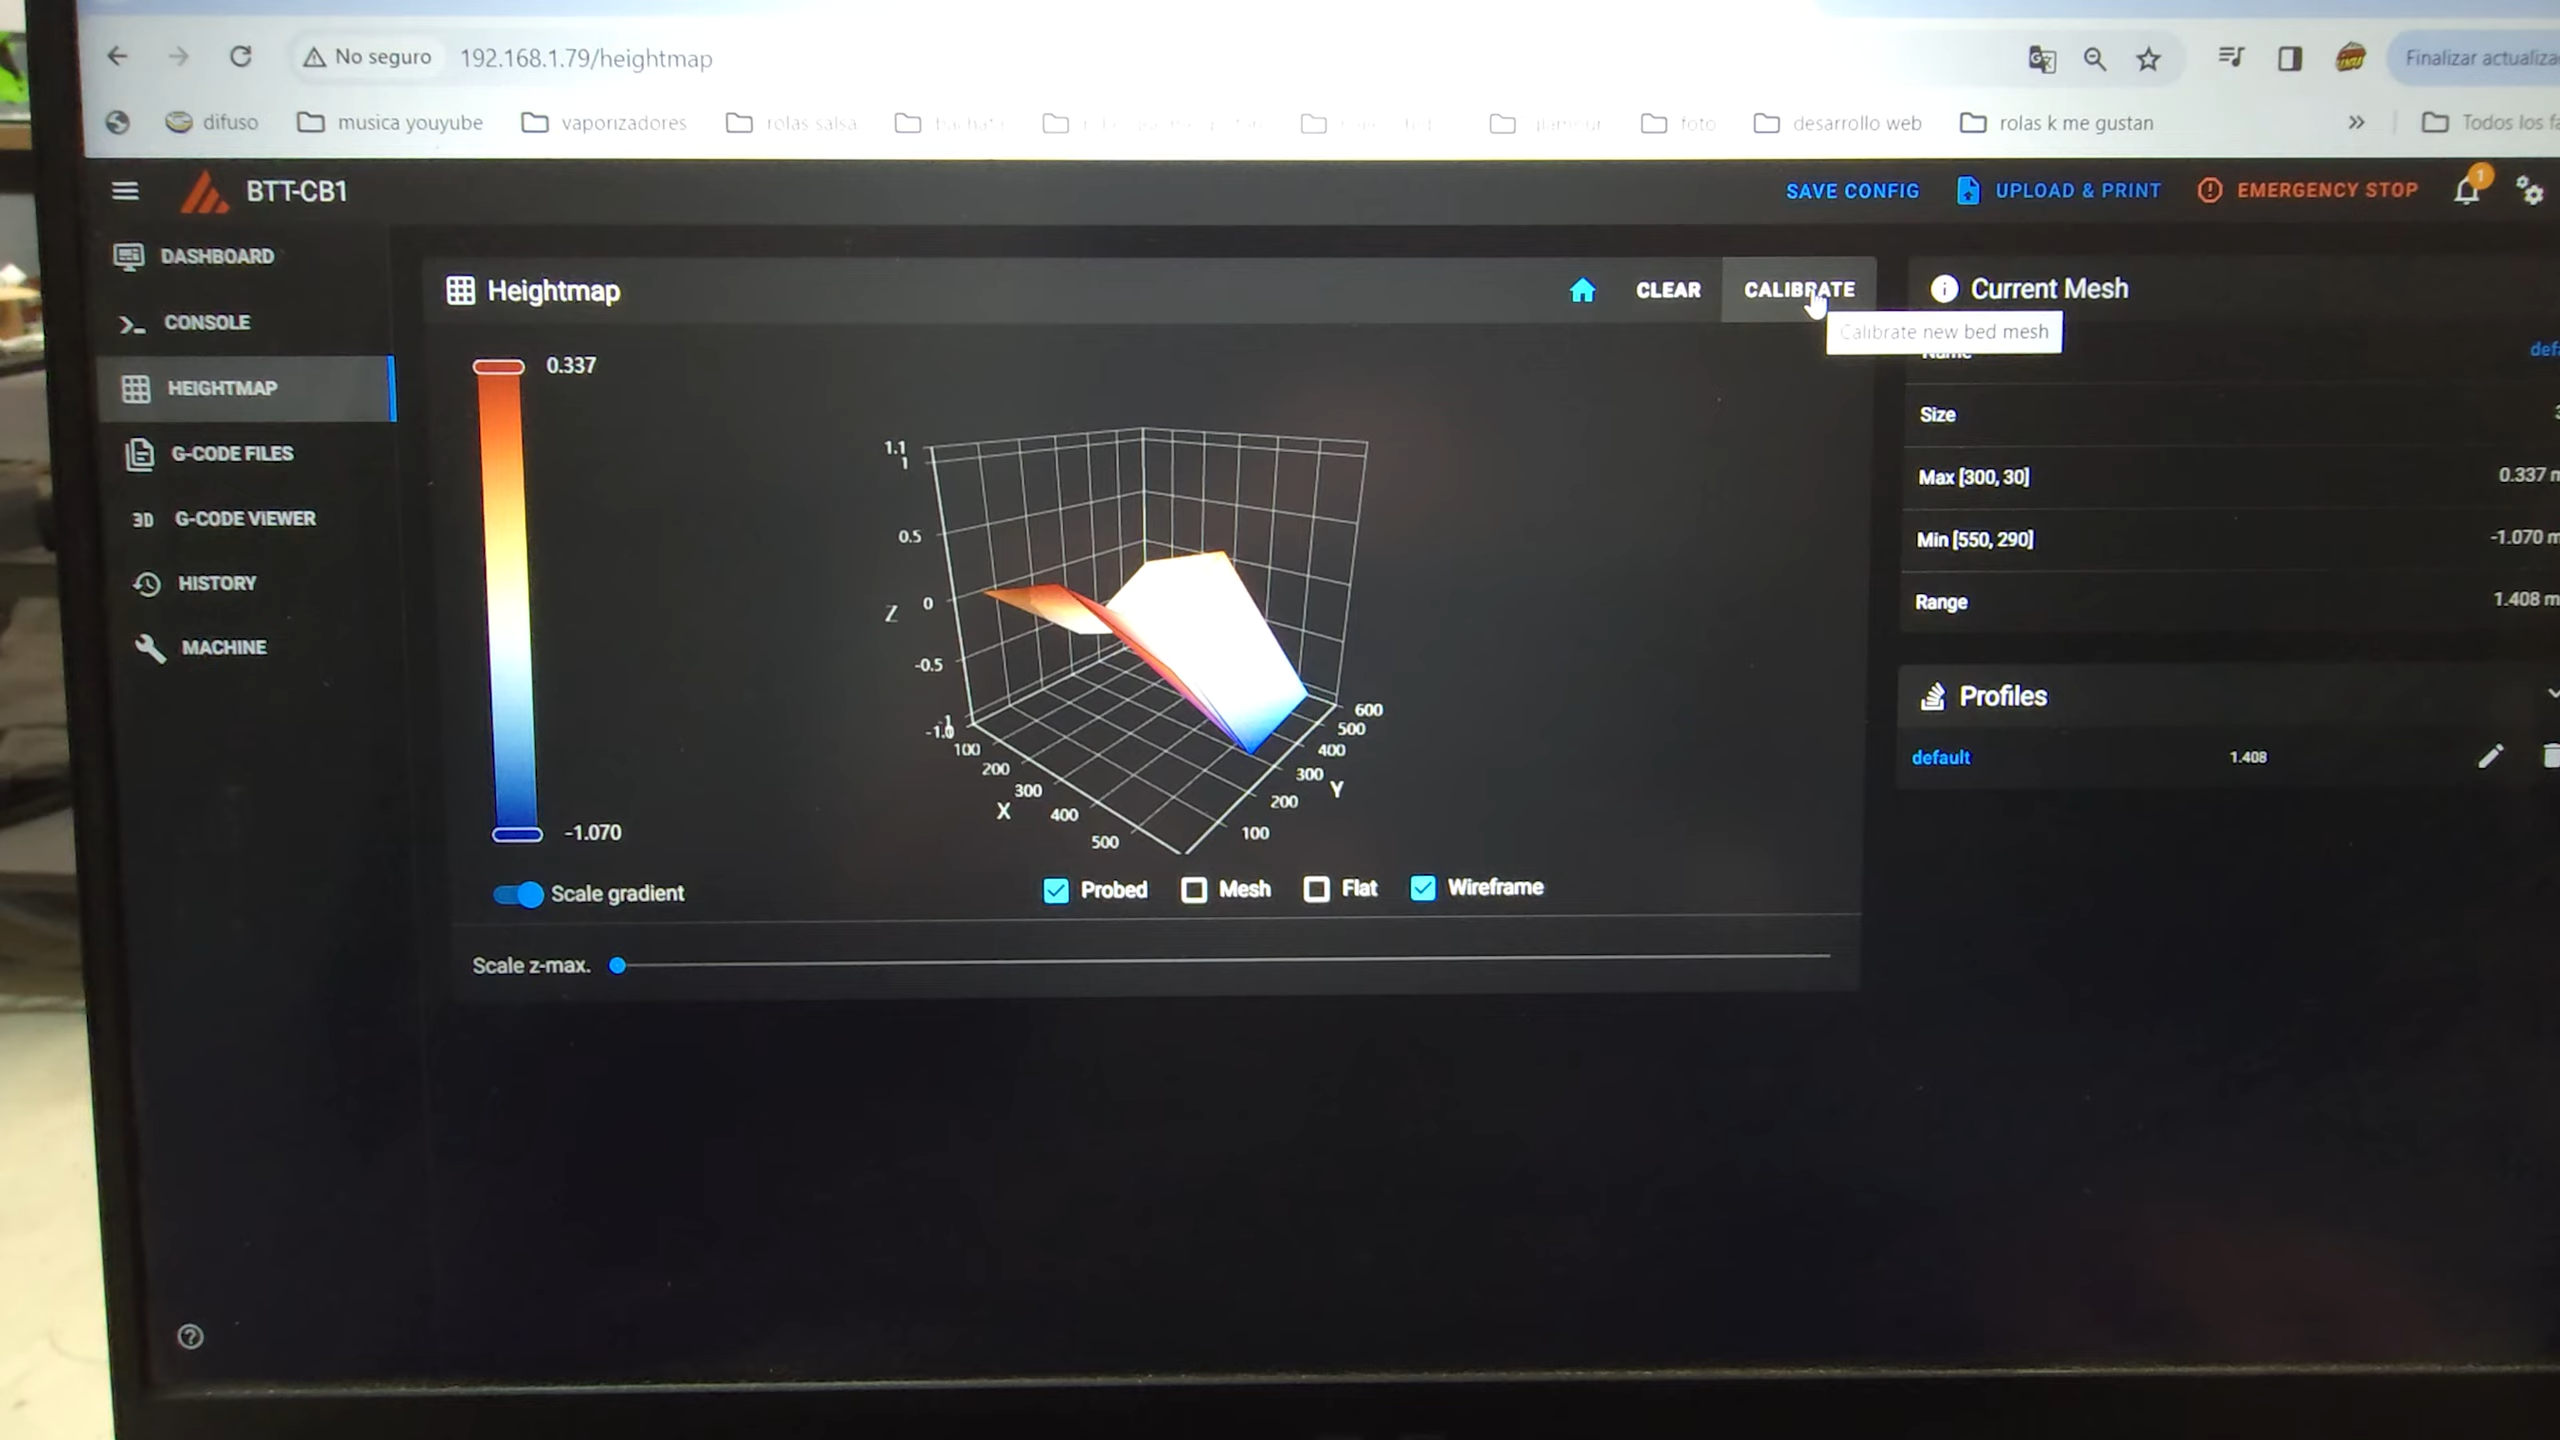 No seguro 192.168.1.79/heightmap
Finalizar
difuso musica youyube vaporizadores rolas salsa bachata foto desarrollo web rolas k me gustan » Todos los
BTT-CB1 SAVE CONFIG UPLOAD & PRINT EMERGENCY STOP 1
DASHBOARD
CONSOLE
HEIGHTMAP
G-CODE FILES
3D G-CODE VIEWER
HISTORY
MACHINE
Heightmap CLEAR CALIBRATE
Calibrate new bed mesh
0.337
1.1
1
0.5
0
-0.5
-1
Z
100
200
300
400
500
X
600
500
400
300
200
100
Y
-1.070
Scale gradient
Probed Mesh Flat Wireframe
Scale z-max.
Current Mesh
Name
Size
Max [300, 30] 0.337
Min [550, 290] -1.070
Range 1.408
Profiles
default 1.408